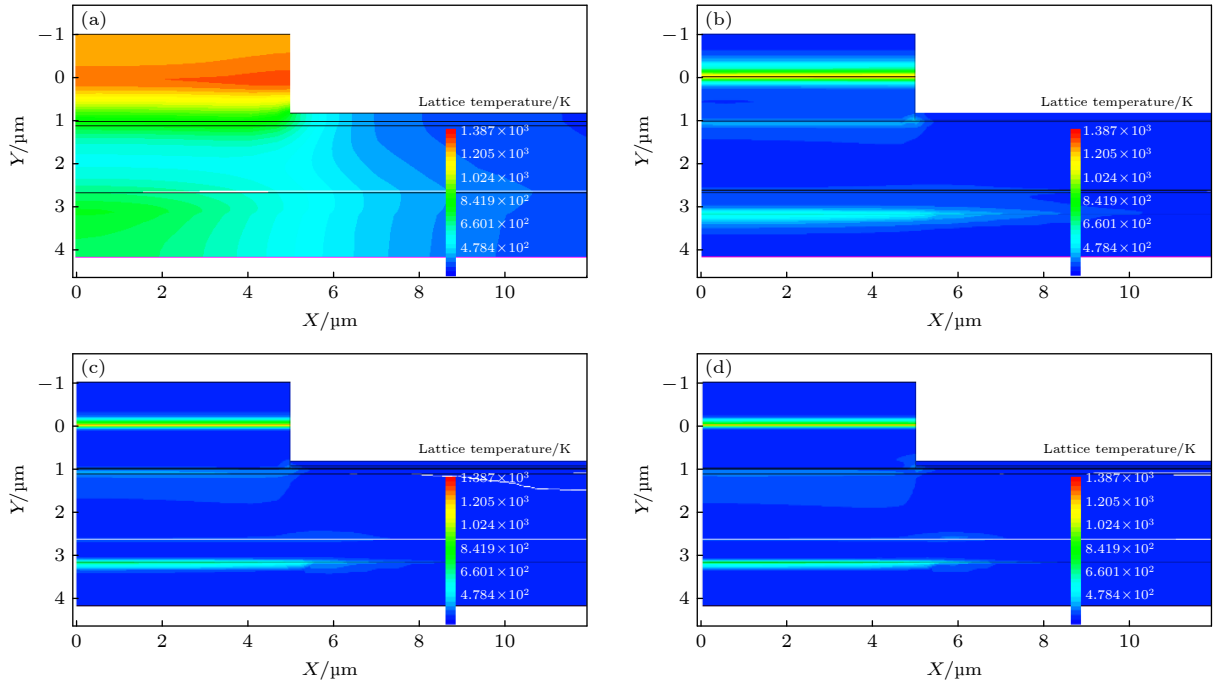 (a)
−1
0
1
2
3
4
Y/μm
Lattice temperature/K
1.387×10³
1.205×10³
1.024×10³
8.419×10²
6.601×10²
4.784×10²
0 2 4 6 8 10
X/μm
(b)
−1
0
1
2
3
4
Y/μm
Lattice temperature/K
1.387×10³
1.205×10³
1.024×10³
8.419×10²
6.601×10²
4.784×10²
0 2 4 6 8 10
X/μm
(c)
−1
0
1
2
3
4
Y/μm
Lattice temperature/K
1.387×10³
1.205×10³
1.024×10³
8.419×10²
6.601×10²
4.784×10²
0 2 4 6 8 10
X/μm
(d)
−1
0
1
2
3
4
Y/μm
Lattice temperature/K
1.387×10³
1.205×10³
1.024×10³
8.419×10²
6.601×10²
4.784×10²
0 2 4 6 8 10
X/μm